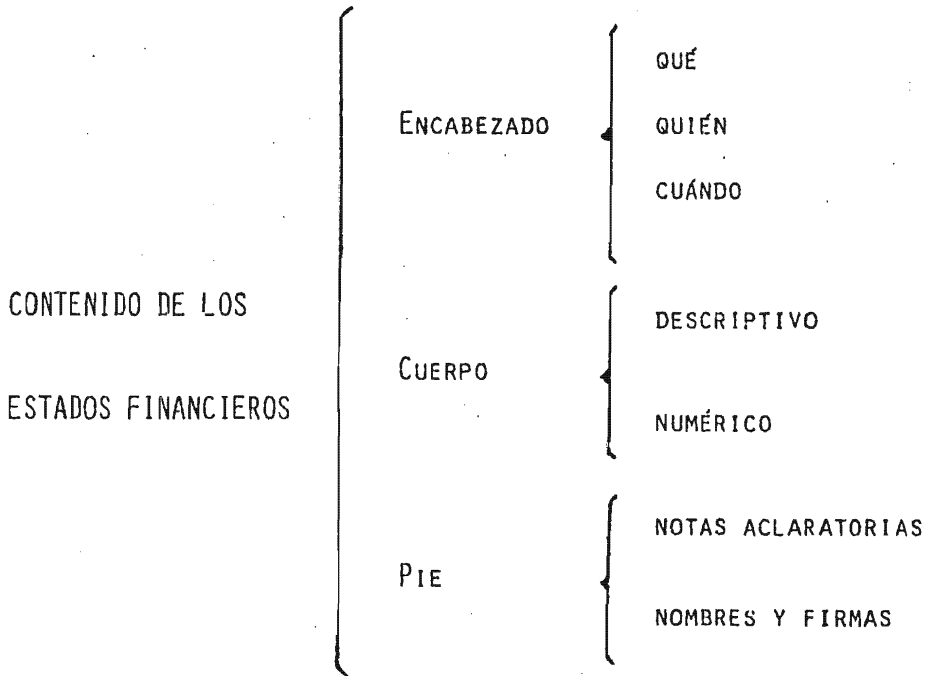 CONTENIDO DE LOS
ESTADOS FINANCIEROS
ENCABEZADO
QUÉ
QUIÉN
CUÁNDO
CUERPO
DESCRIPTIVO
NUMÉRICO
PIE
NOTAS ACLARATORIAS
NOMBRES Y FIRMAS